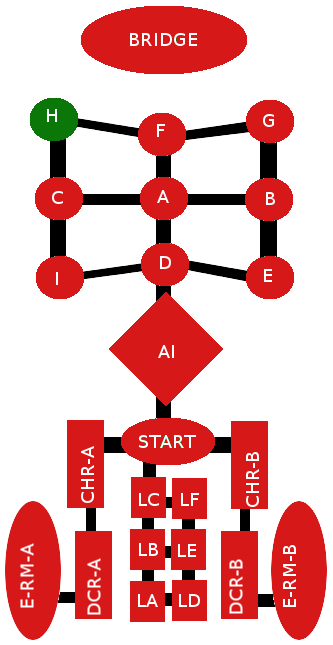 BRIDGE
H
F
G
C
A
B
I
D
E
AI
START
CHR-A
CHR-B
LC
LF
LB
LE
LA
LD
E-RM-A
DCR-A
DCR-B
E-RM-B